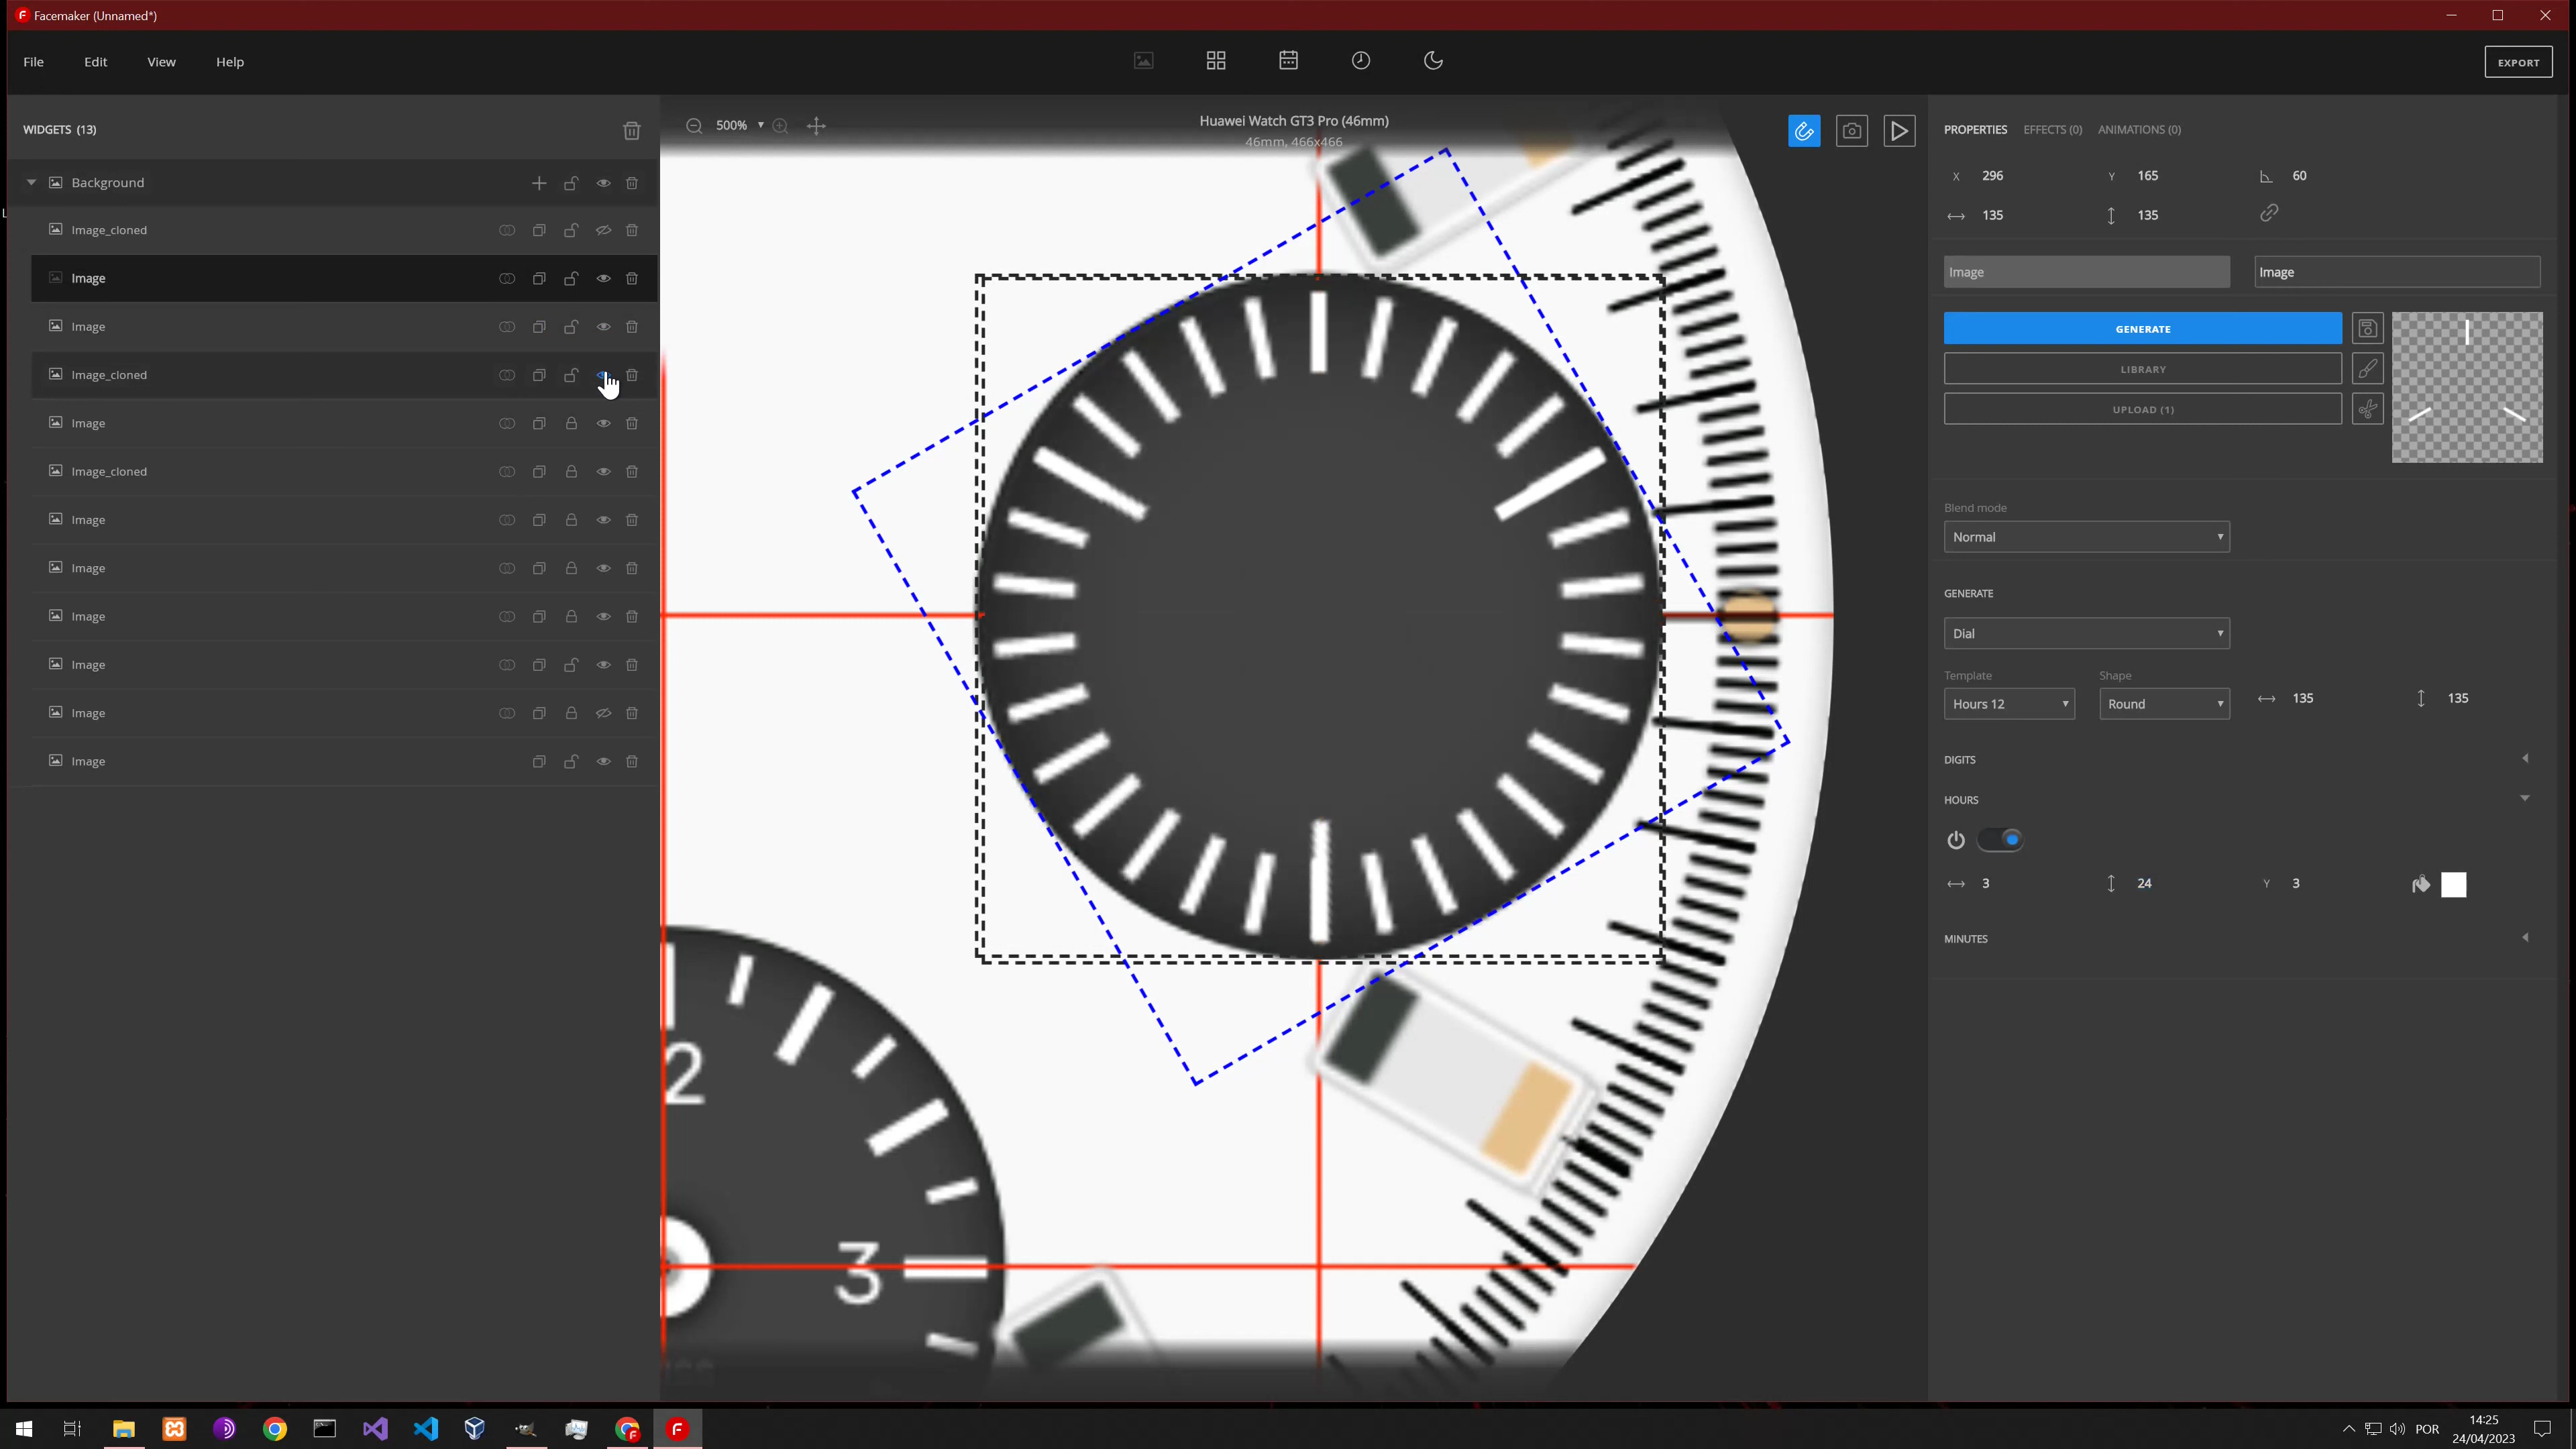 Facemaker (Unnamed*)
File Edit View Help
EXPORT
WIDGETS (13)
Background
Image_cloned
Image
Image
Image_cloned
Image
Image_cloned
Image
Image
Image
Image
Image
Image
500%
Huawei Watch GT3 Pro (46mm)
46mm, 466x466
2
3
PROPERTIES EFFECTS (0) ANIMATIONS (0)
X 296 Y 165 60
135 135
Image Image
GENERATE
LIBRARY
UPLOAD (1)
Blend mode
Normal
GENERATE
Dial
Template Shape
Hours 12 Round 135 135
DIGITS
HOURS
3 24 Y 3
MINUTES
POR
14:25
24/04/2023